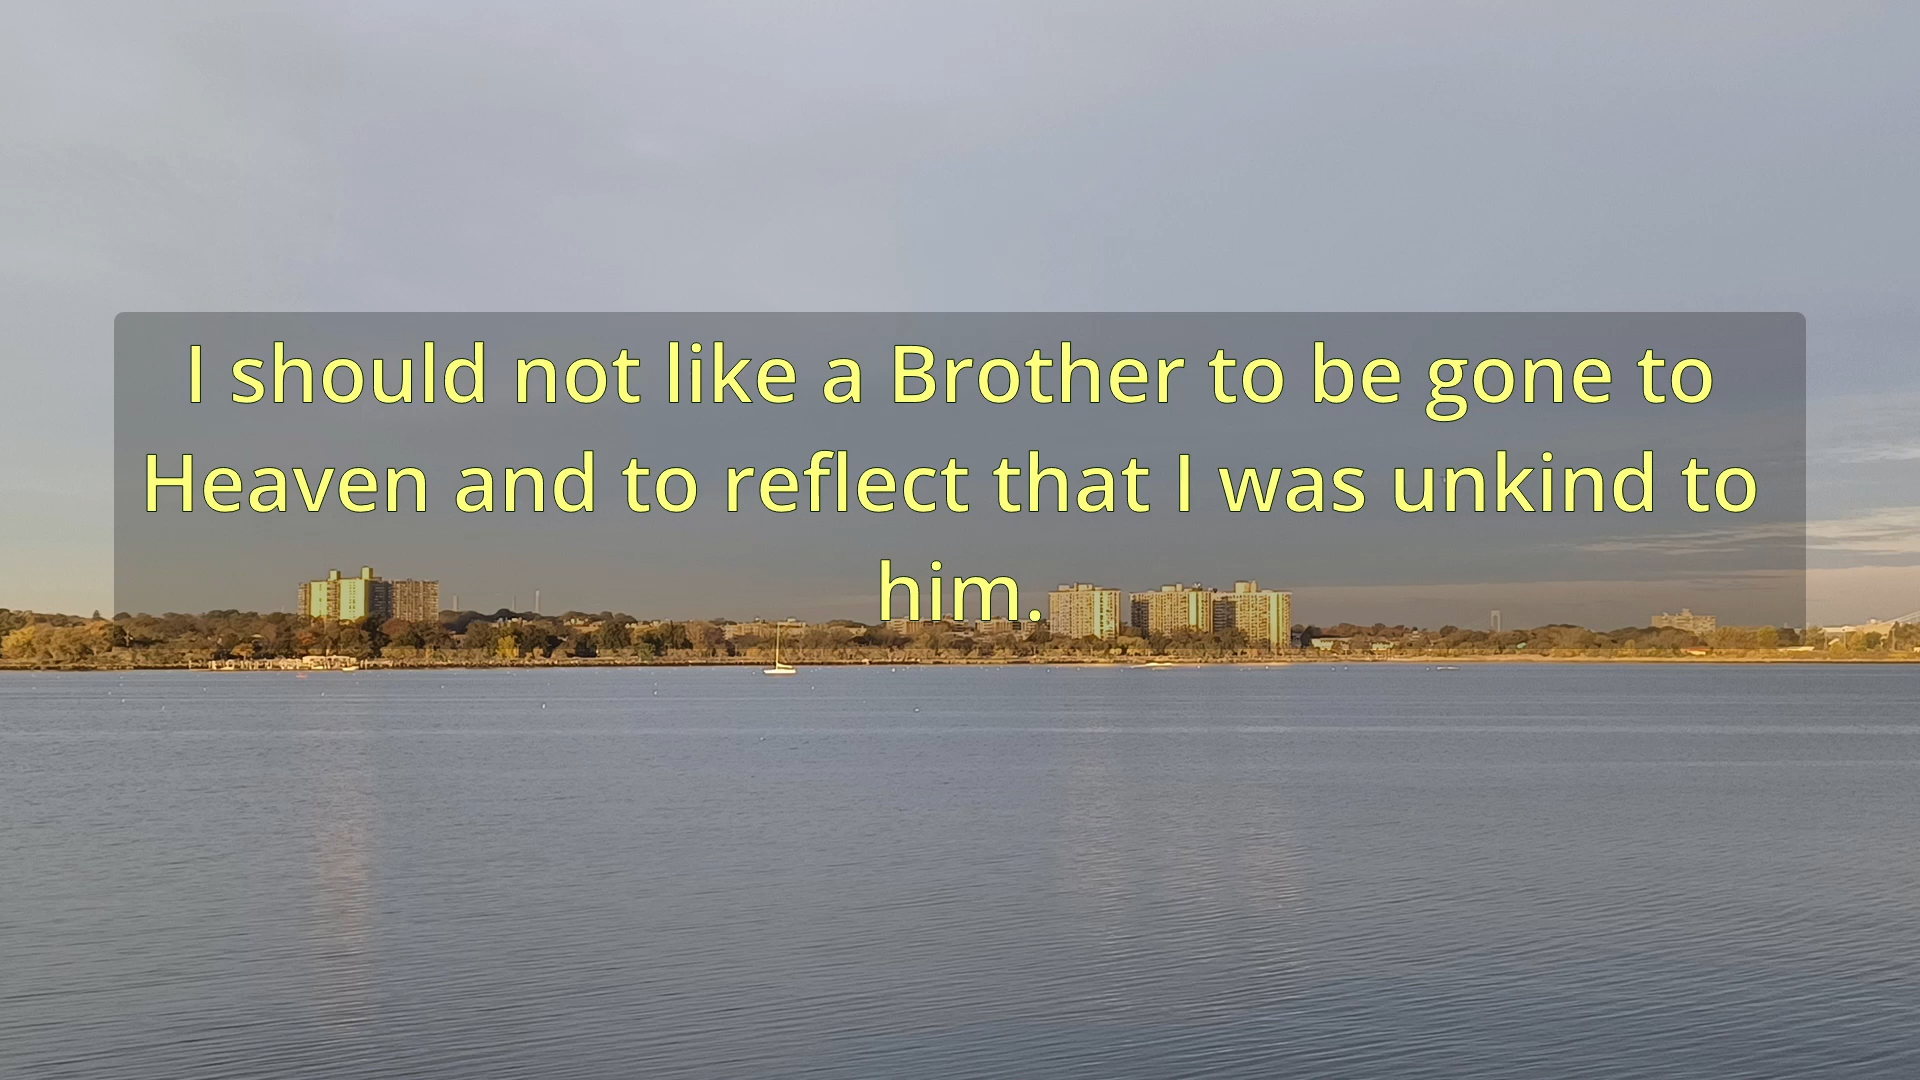 I should not like a Brother to be gone to
Heaven and to reflect that I was unkind to
him.